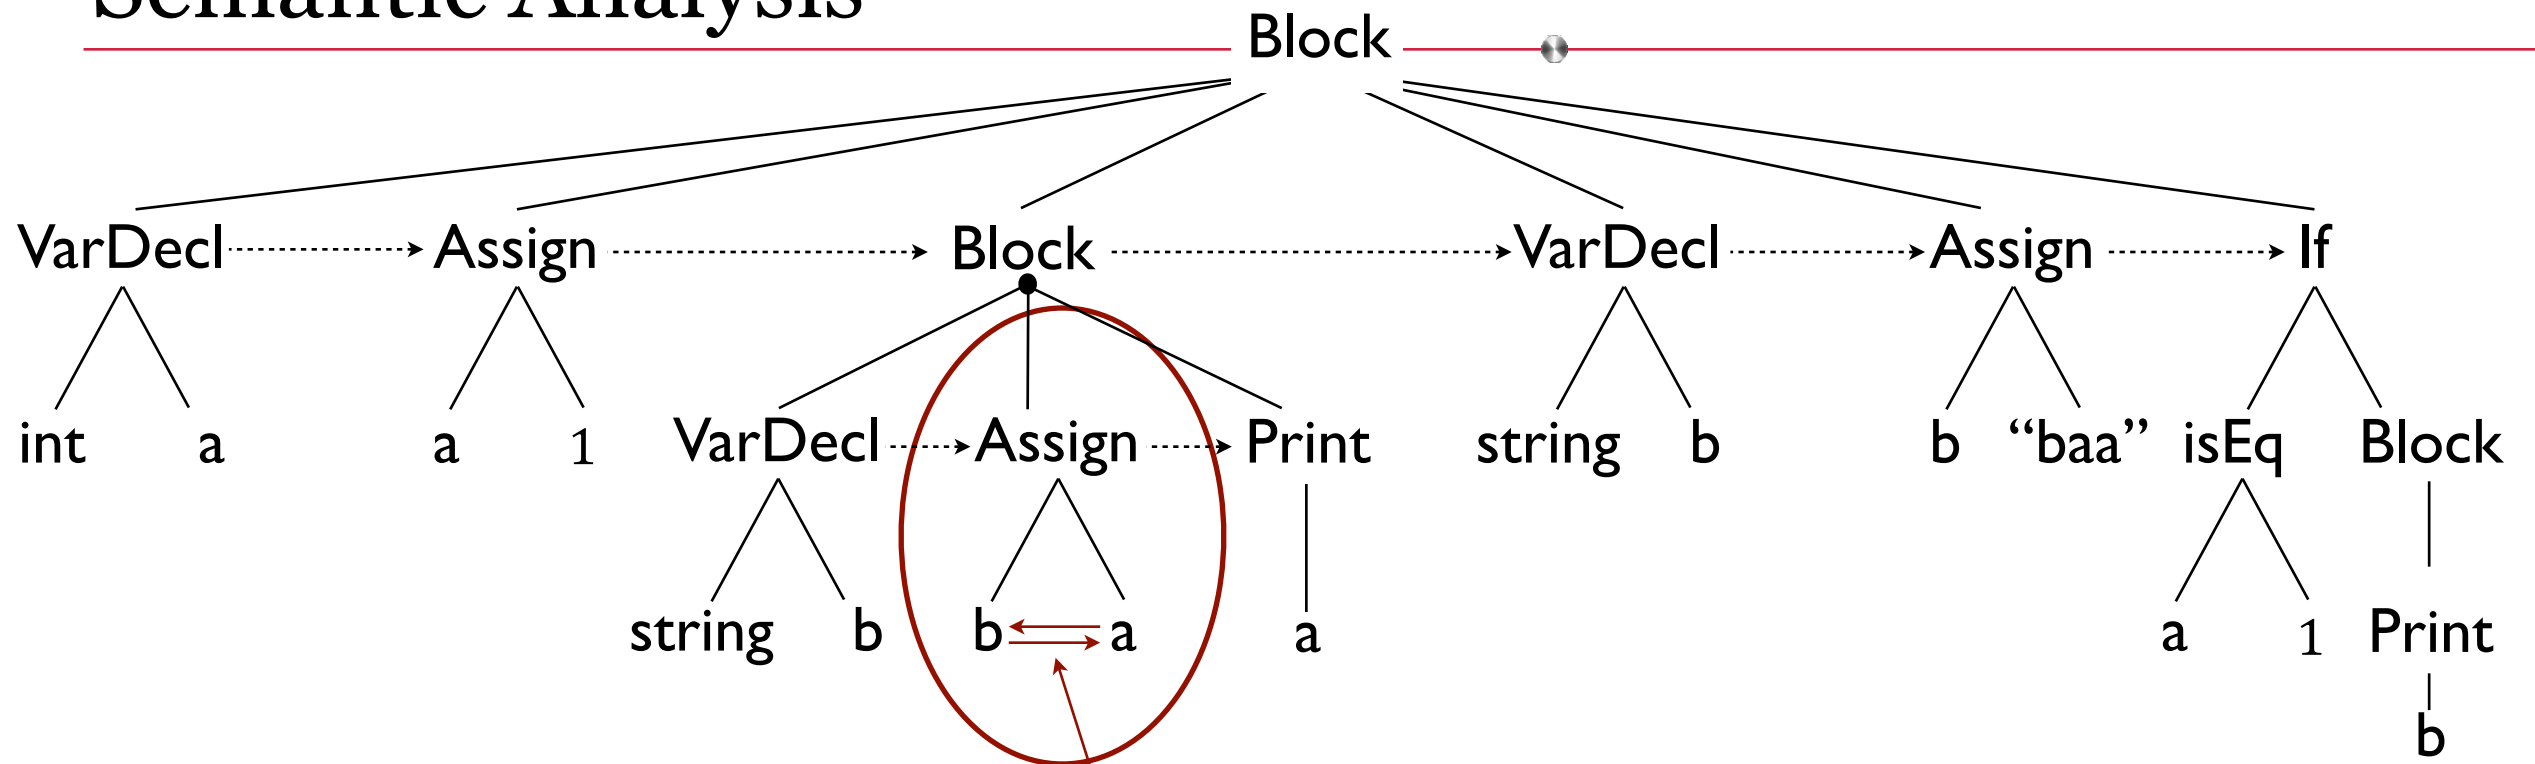 Semantic Analysis
Block
VarDecl Assign Block VarDecl Assign If
int a a 1 VarDecl Assign Print string b b “baa” isEq Block
string b b a a a 1 Print
b